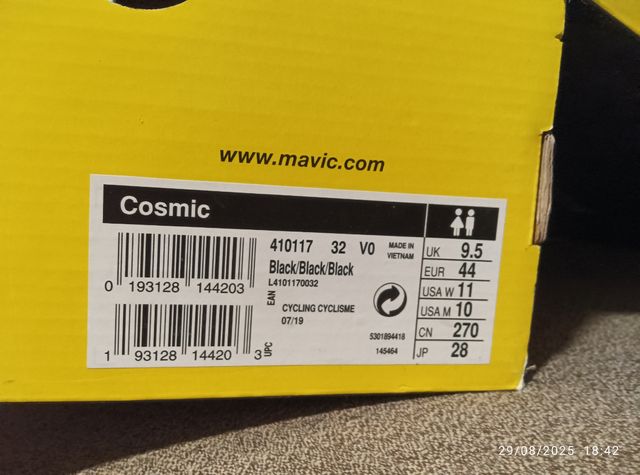 www.mavic.com
Cosmic
410117 32 V0 MADE IN VIETNAM
Black/Black/Black
L4101170032
0 193128 144203
EAN
CYCLING CYCLISME
07/19
5301894418
145464
1 93128 14420 3
UPC
UK 9.5
EUR 44
USA W 11
USA M 10
CN 270
JP 28
29/08/2025 18:42